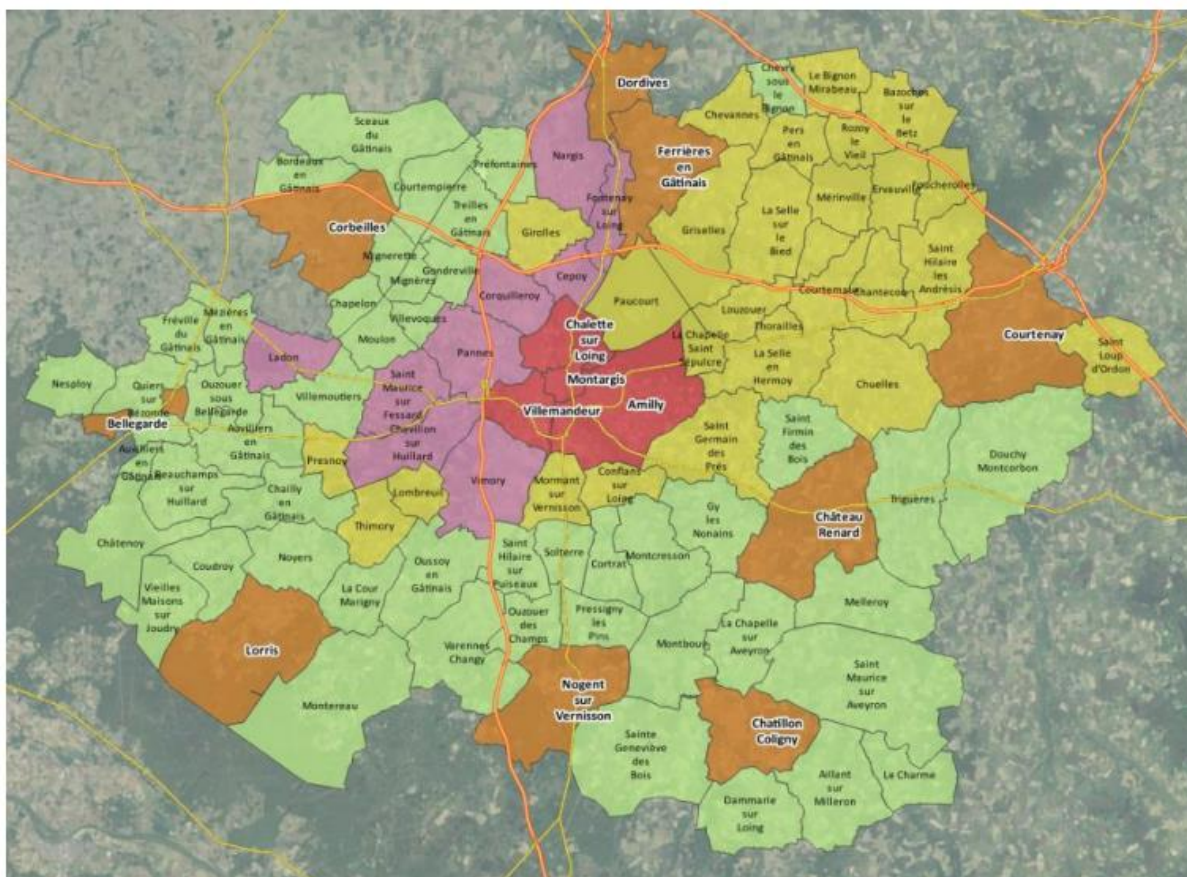 Dordives
Chevry
sous
le
Bignon
Le Bignon
Mirabeau
Bazoches
sur
le
Betz
Chevannes
Sceaux
du
Gâtinais
Préfontaines
Nargis
Ferrières
en
Gâtinais
Pers
en
Gâtinais
Rozoy
le
Vieil
Bordeaux
en
Gâtinais
Courtempierre
Treilles
en
Gâtinais
Girolles
Fontenay
sur
Loing
Griselles
La Selle
sur
le
Bied
Mérinville
Ervauville
Foucherolles
Corbeilles
Mignerette
Gondreville
Mignères
Cepoy
Saint
Hilaire
les
Andrésis
Chapelon
Villevoques
Corquilleroy
Paucourt
Courtemaux
Chantecoq
Fréville
du
Gâtinais
Mézières
en
Gâtinais
Moulon
Chalette
sur
Loing
Louzouer
Thorailles
Courtenay
Ladon
Pannes
La Chapelle
Saint
Sépulcre
La Selle
en
Hermoy
Saint
Loup
d'Ordon
Nesploy
Quiers
sur
Bézonde
Ouzouer
sous
Bellegarde
Villemoutiers
Saint
Maurice
sur
Fessard
Montargis
Chuelles
Bellegarde
Villemandeur
Amilly
Auvilliers
en
Gâtinais
Chevillon
sur
Huillard
Saint
Germain
des
Prés
Saint
Firmin
des
Bois
Douchy
Montcorbon
Beauchamps
sur
Huillard
Presnoy
Chailly
en
Gâtinais
Lombreuil
Vimory
Mormant
sur
Vernisson
Conflans
sur
Loing
Triguères
Thimory
Gy
les
Nonains
Château
Renard
Châtenoy
Coudroy
Noyers
Oussoy
en
Gâtinais
Saint
Hilaire
sur
Puiseaux
Solterre
Cortrat
Montcresson
Vieilles
Maisons
sur
Joudry
La Cour
Marigny
Melleroy
Ouzouer
des
Champs
Pressigny
les
Pins
La Chapelle
sur
Aveyron
Lorris
Varennes
Changy
Montbouy
Saint
Maurice
sur
Aveyron
Montereau
Nogent
sur
Vernisson
Chatillon
Coligny
Sainte
Geneviève
des
Bois
Aillant
sur
Milleron
Le Charme
Dammarie
sur
Loing